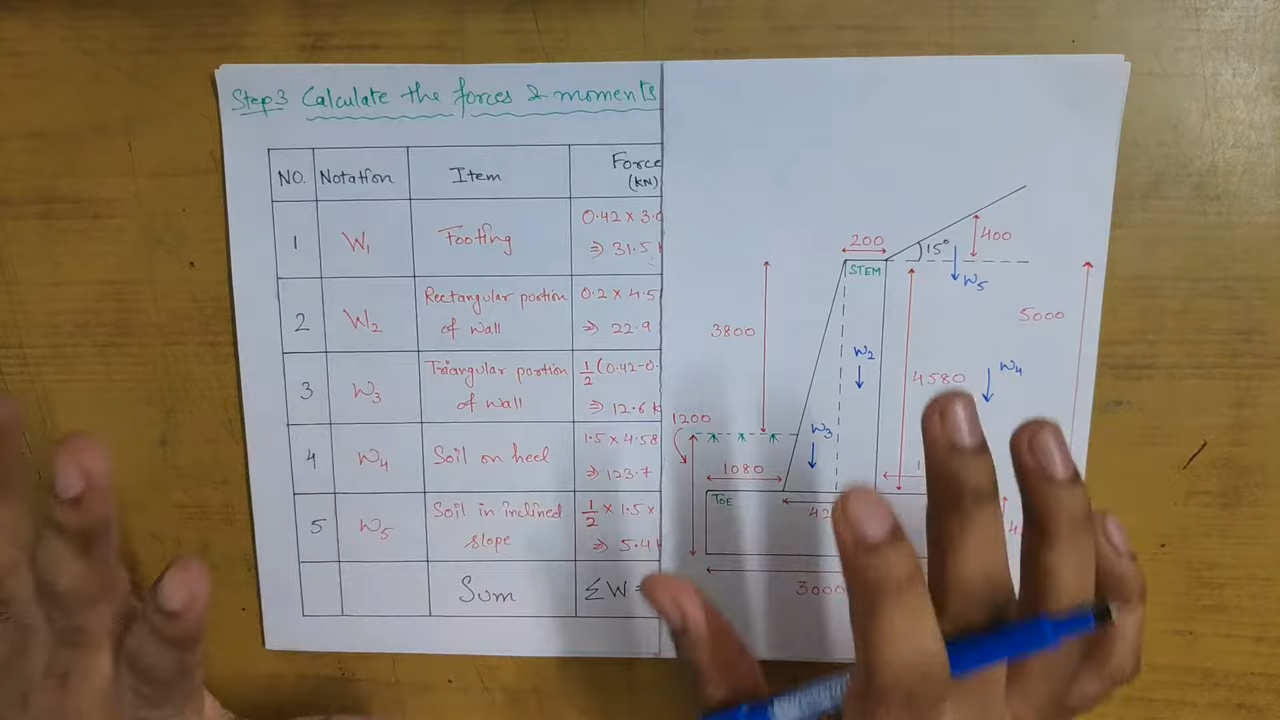 Step3 Calculate the forces & moments
NO. Notation Item Force
(KN)
1 W1 Footing 0.42 × 3.0
⇒ 31.5
2 W2 Rectangular portion of wall 0.2 × 4.5
⇒ 22.9
3 W3 Triangular portion of wall 1/2 (0.42-0.
⇒ 12.6 k
4 W4 Soil on heel 1.5 × 4.58
⇒ 123.7
5 W5 Soil in inclined slope 1/2 × 1.5 ×
⇒ 5.4
Sum ΣW =
200
15°
400
STEM
W5
5000
3800
W2
W4
4580
1200
W3
1080
TOE
42
3000